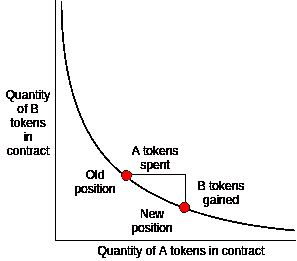 Quantity
of B
tokens
in
contract
A tokens
spent
Old
position
B tokens
gained
New
position
Quantity of A tokens in contract